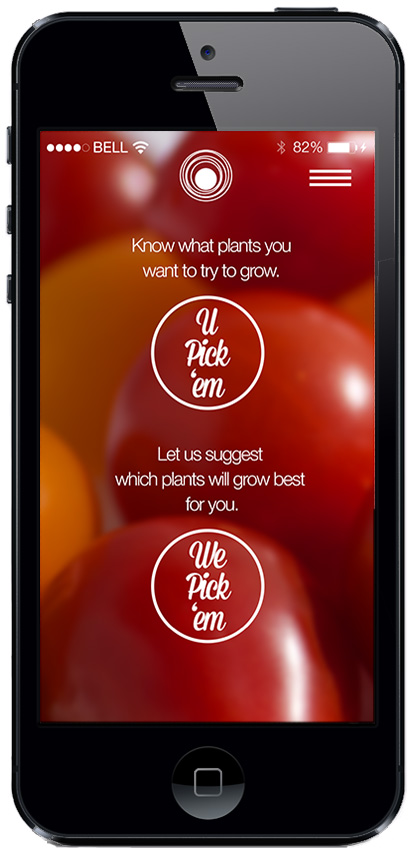 BELL 82%
Know what plants you
want to try to grow.
U
Pick
‘em
Let us suggest
which plants will grow best
for you.
We
Pick
‘em